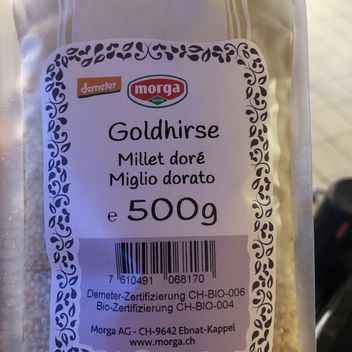 demeter
morga
Goldhirse
Millet doré
Miglio dorato
e 500g
7 610491 068170
Demeter-Zertifizierung CH-BIO-006
Bio-Zertifizierung CH-BIO-004
Morga AG - CH-9642 Ebnat-Kappel
www.morga.ch